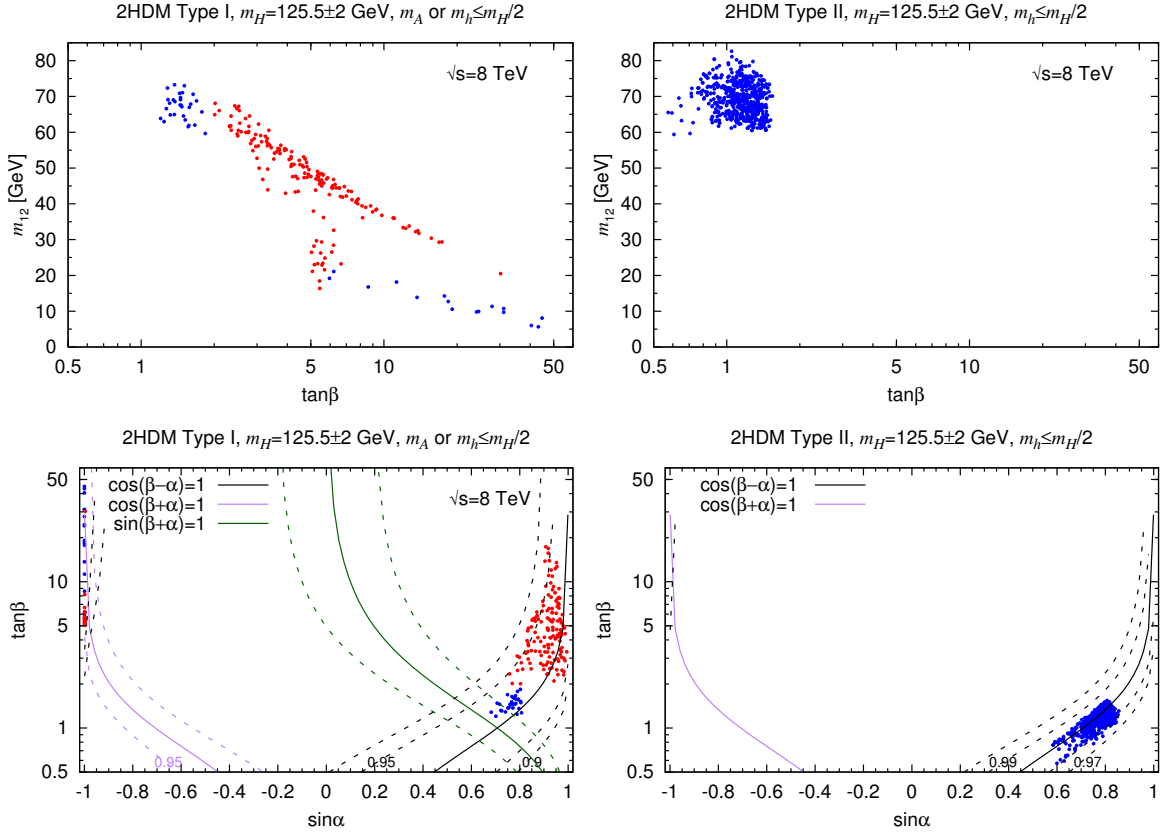 2HDM Type I, m_H=125.5±2 GeV, m_A or m_h≤m_H/2
√s=8 TeV
80
70
60
50
40
30
20
10
0
m_12 [GeV]
0.5 1 5 10 50
tanβ
2HDM Type II, m_H=125.5±2 GeV, m_h≤m_H/2
√s=8 TeV
80
70
60
50
40
30
20
10
0
m_12 [GeV]
0.5 1 5 10 50
tanβ
2HDM Type I, m_H=125.5±2 GeV, m_A or m_h≤m_H/2
cos(β−α)=1
cos(β+α)=1
sin(β+α)=1
√s=8 TeV
50
10
5
1
0.5
tanβ
0.95 0.95 0.9
-1 -0.8 -0.6 -0.4 -0.2 0 0.2 0.4 0.6 0.8 1
sinα
2HDM Type II, m_H=125.5±2 GeV, m_h≤m_H/2
cos(β−α)=1
cos(β+α)=1
50
10
5
1
0.5
tanβ
0.99 0.97
-1 -0.8 -0.6 -0.4 -0.2 0 0.2 0.4 0.6 0.8 1
sinα